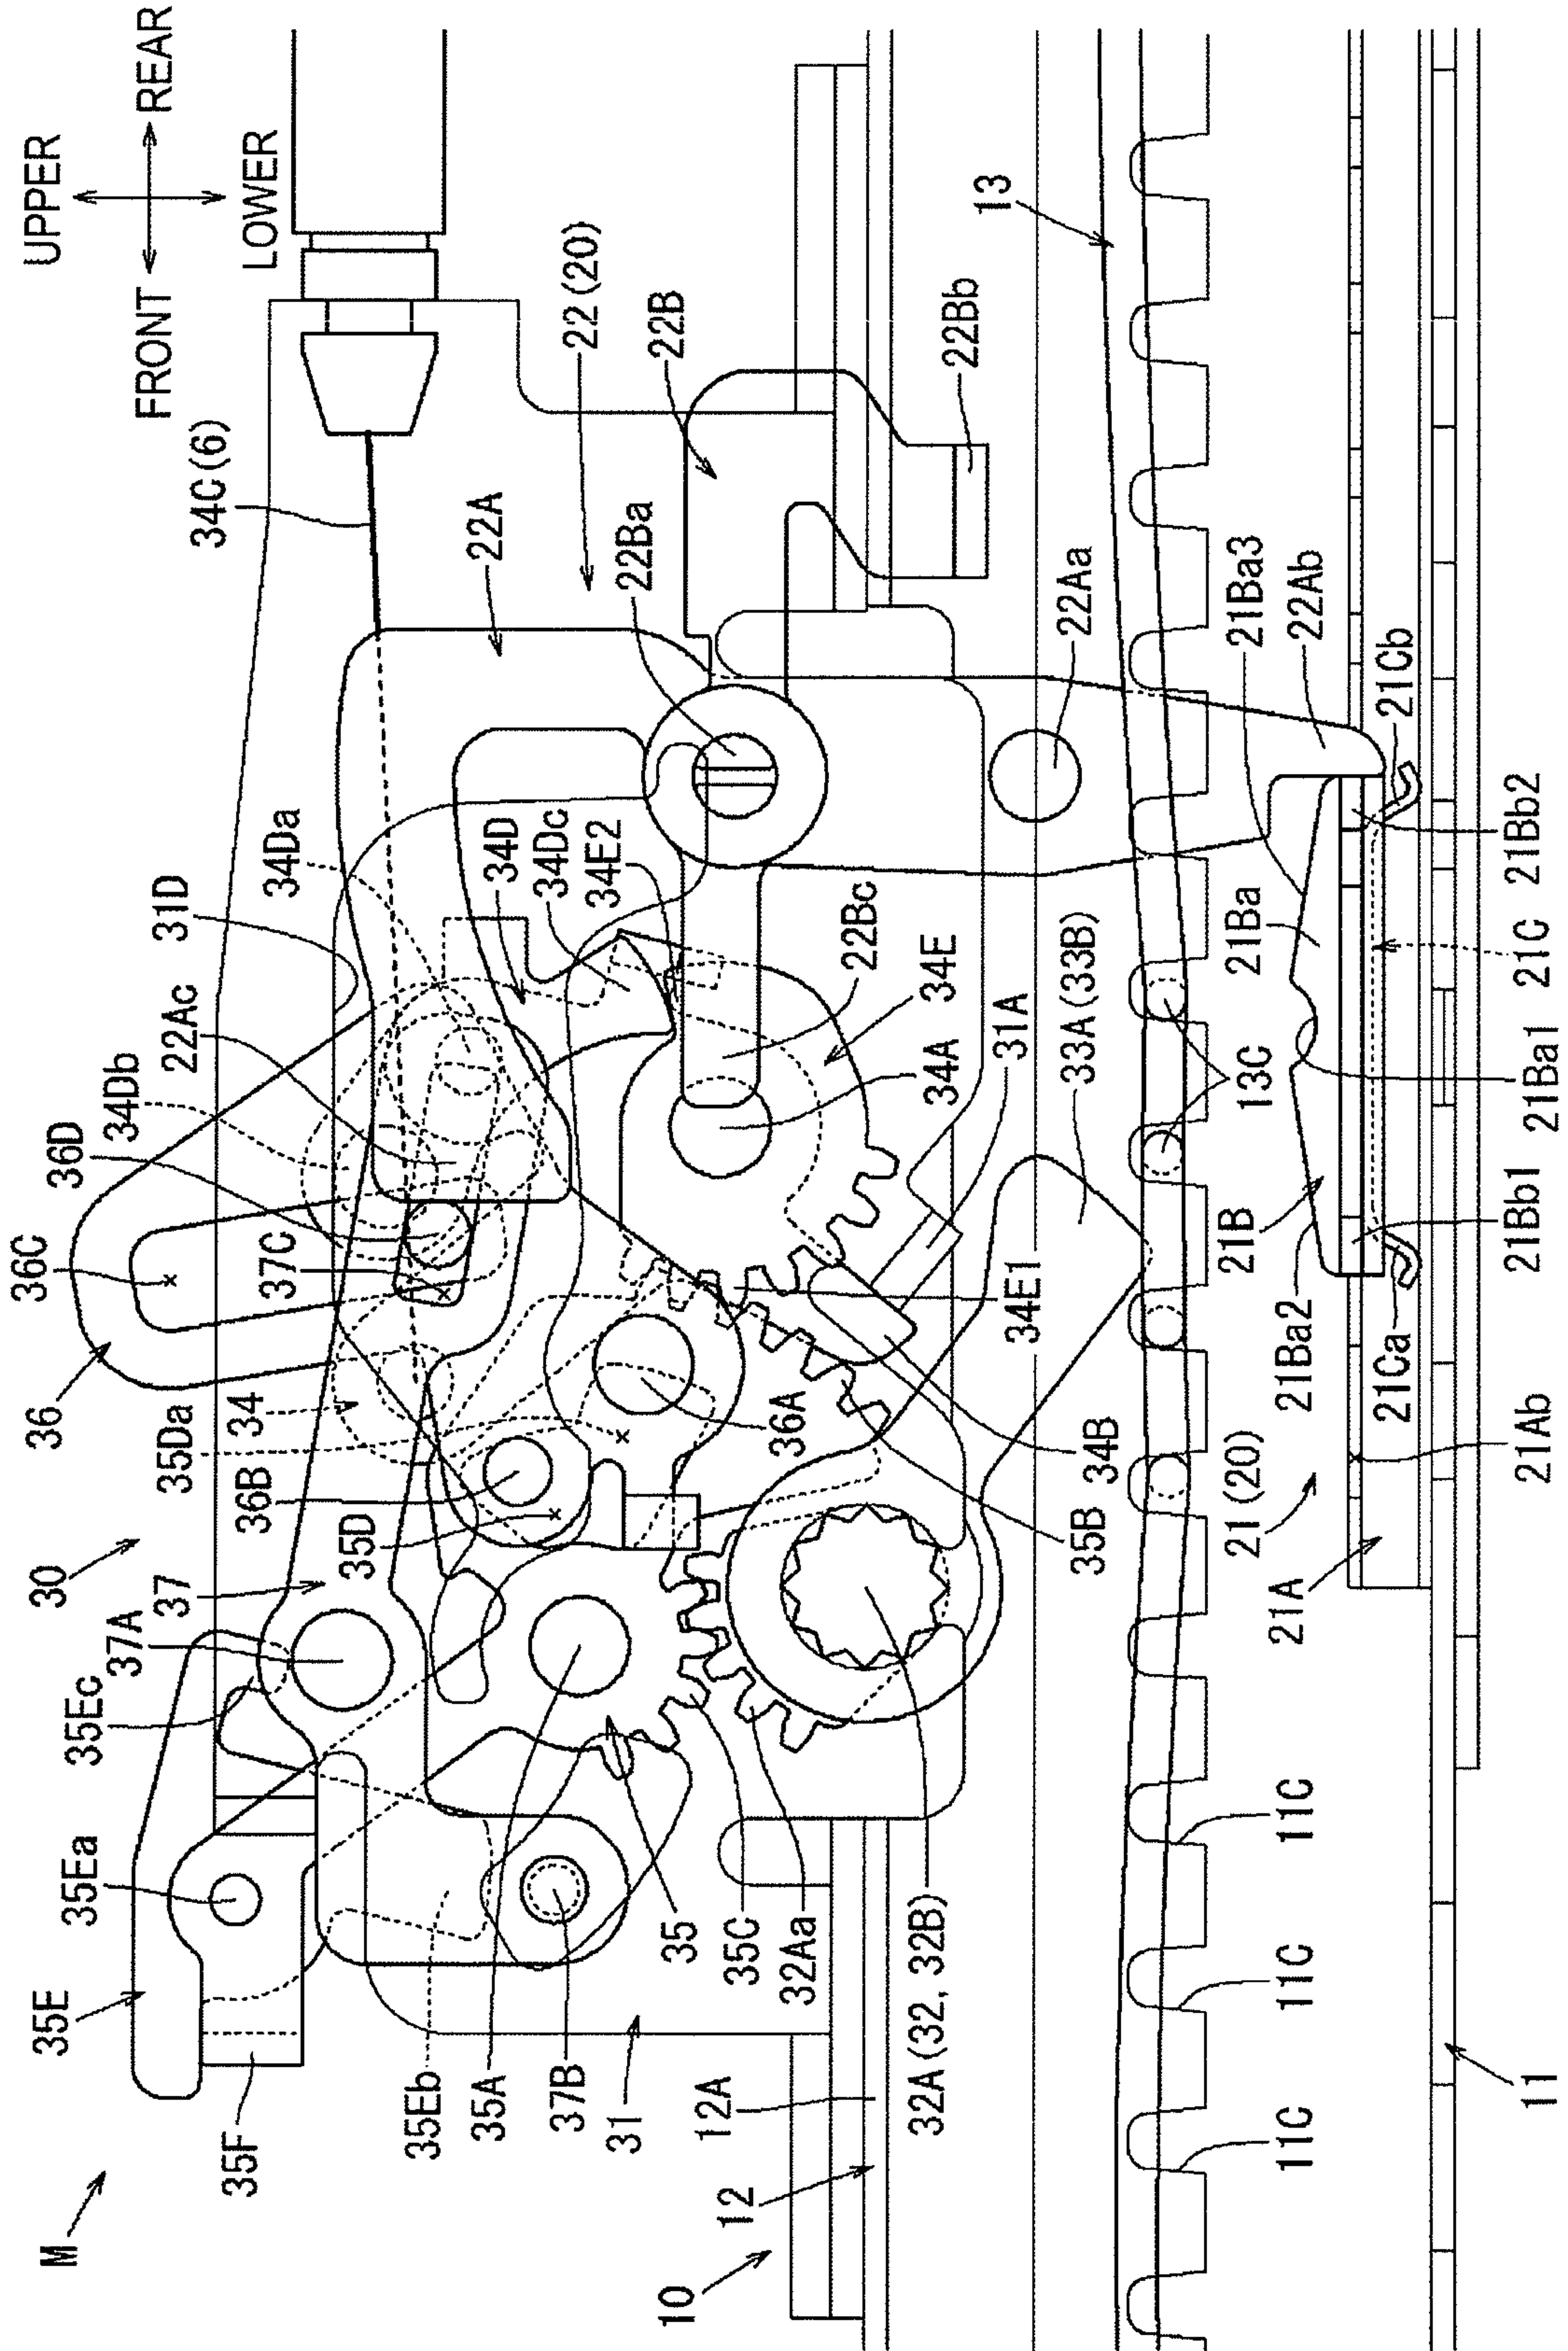 UPPER
REAR
FRONT
LOWER
34C(6)
22A
22 (20)
22Ba
22B
22Bb
13
31D
34Da
34D
34Dc
34E2
22Aa
21Ba3
22Ab
21Cb
36C
36D
34Db
22Ac
37C
22Bc
34E
34A
31A
33A(33B)
13C
21Ba
21C
21Bb2
36
34
35Da
36B
35D
36A
34E1
34B
35B
21B
21Ba2
21Ca
21Bb1
21Ba1
21Ab
30
37
37A
35Ec
35Ea
35E
35F
35Eb
35A
37B
31
35
35C
32Aa
32A(32, 32B)
12A
12
10
M
21 (20)
21A
11C
11C
11C
11